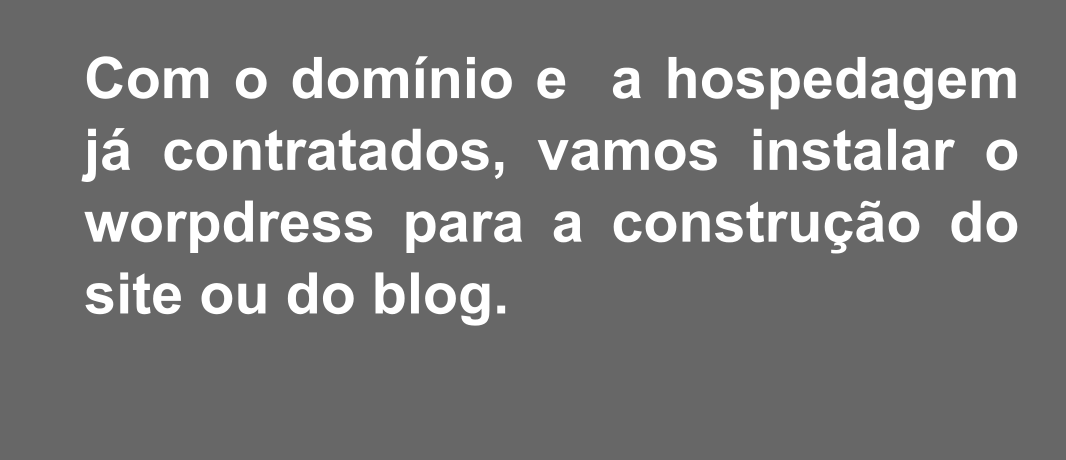 Com o domínio e  a hospedagem
já contratados, vamos instalar o
worpdress para a construção do
site ou do blog.